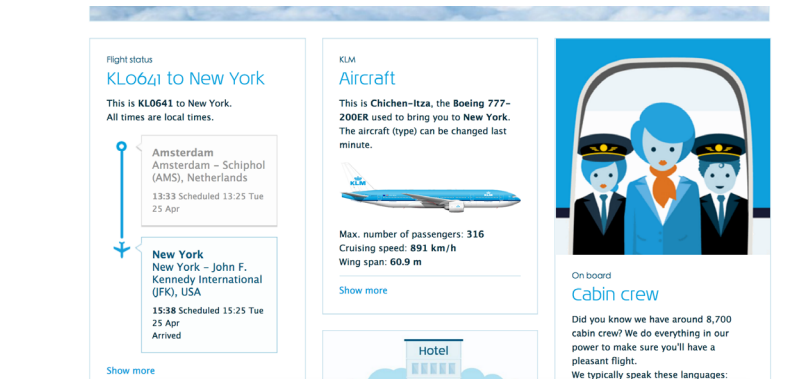 Flight status
KL0641 to New York
This is KL0641 to New York.
All times are local times.
Amsterdam
Amsterdam – Schiphol
(AMS), Netherlands
13:33 Scheduled 13:25 Tue
25 Apr
New York
New York – John F.
Kennedy International
(JFK), USA
15:38 Scheduled 15:25 Tue
25 Apr
Arrived
Show more
KLM
Aircraft
This is Chichen-Itza, the Boeing 777-
200ER used to bring you to New York.
The aircraft (type) can be changed last
minute.
KLM
Max. number of passengers: 316
Cruising speed: 891 km/h
Wing span: 60.9 m
Show more
Hotel
On board
Cabin crew
Did you know we have around 8,700
cabin crew? We do everything in our
power to make sure you'll have a
pleasant flight.
We typically speak these languages: